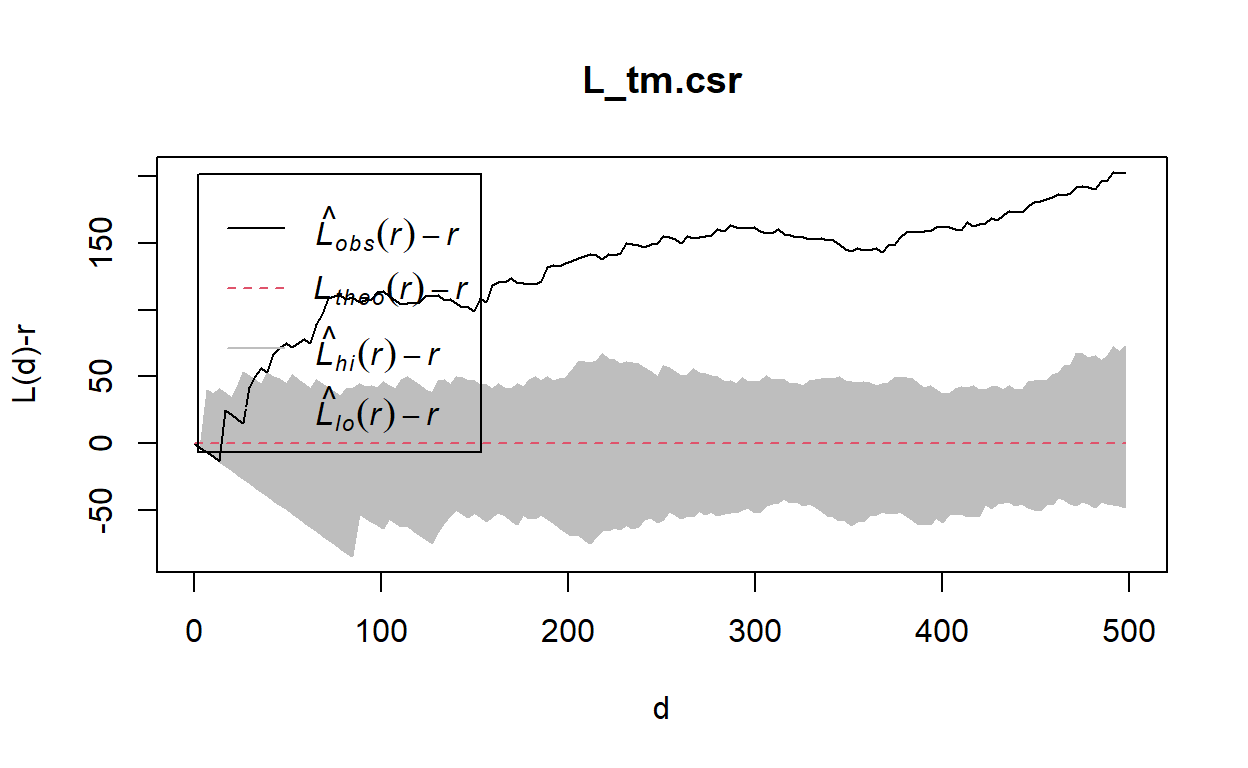 L_tm.csr
L(d)-r
150
50
0
-50
L̂obs(r) – r
Ltheo(r) – r
L̂hi(r) – r
L̂lo(r) – r
0 100 200 300 400 500
d